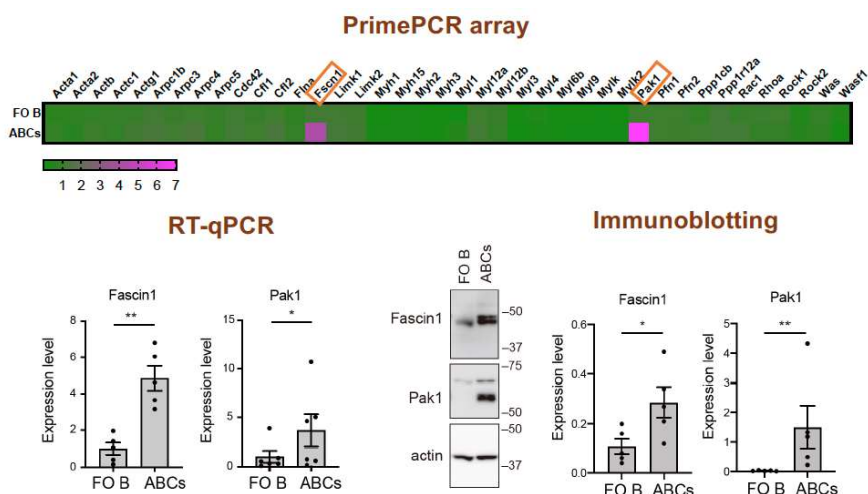 PrimePCR array
Acta1 Acta2 Actb Actc1 Actg1 Arpc1b Arpc3 Arpc4 Arpc5 Cdc42 Cfl1 Cfl2 Flna Fscn1 Limk1 Limk2 Myh1 Myh15 Myh2 Myh3 Myl1 Myl12a Myl12b Myl3 Myl4 Myl6b Myl9 Mylk Mylk2 Pak1 Pfn1 Pfn2 Ppp1cb Ppp1r12a Rac1 Rhoa Rock1 Rock2 Was Wasf1
FO B
ABCs
1 2 3 4 5 6 7
RT-qPCR
Fascin1
**
Expression level
8
6
4
2
0
FO B ABCs
Pak1
*
Expression level
15
10
5
0
FO B ABCs
Immunoblotting
FO B ABCs
Fascin1
–50
–37
Pak1
–75
–50
actin
–50
–37
Fascin1
*
Expression level
0.6
0.4
0.2
0.0
FO B ABCs
Pak1
**
Expression level
5
4
3
2
1
0
FO B ABCs